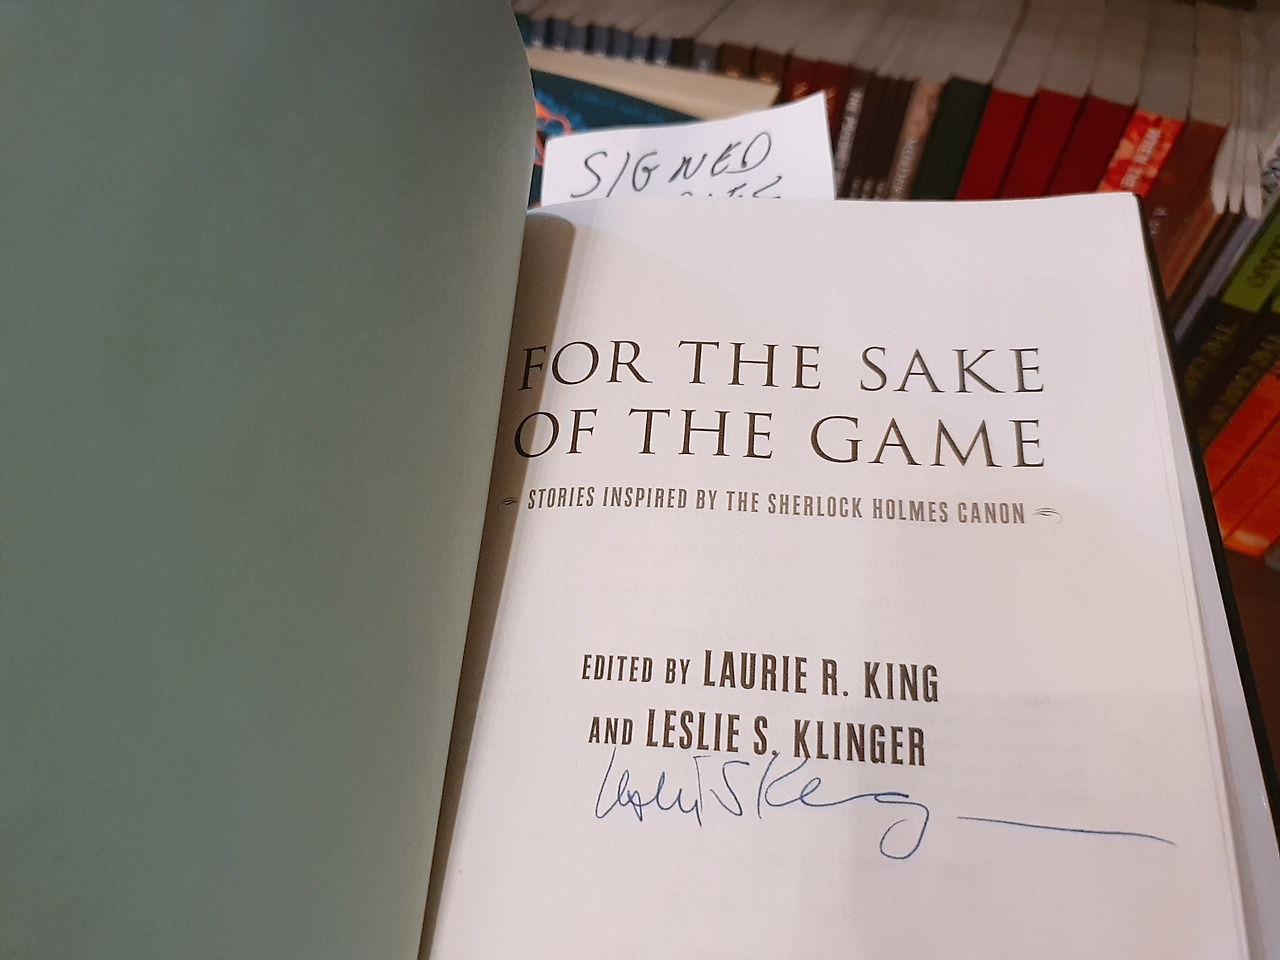 SIGNED
FOR THE SAKE
OF THE GAME
STORIES INSPIRED BY THE SHERLOCK HOLMES CANON
EDITED BY LAURIE R. KING
AND LESLIE S. KLINGER